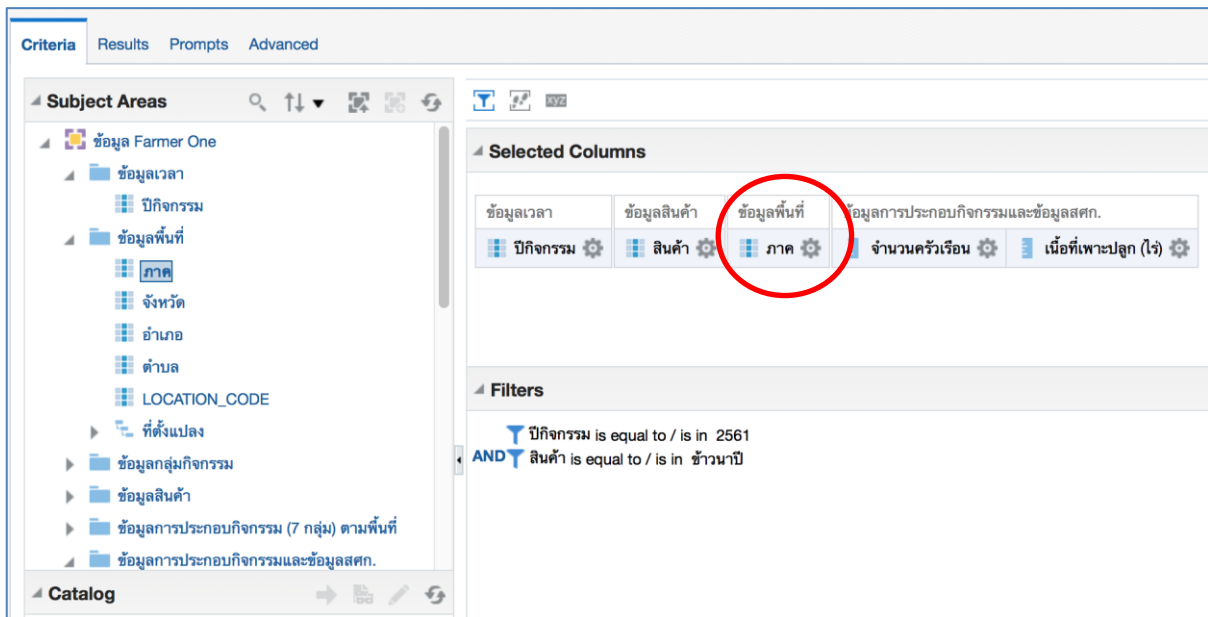 Criteria Results Prompts Advanced
Subject Areas
ข้อมูล Farmer One
ข้อมูลเวลา
ปีกิจกรรม
ข้อมูลพื้นที่
ภาค
จังหวัด
อำเภอ
ตำบล
LOCATION_CODE
ที่ตั้งแปลง
ข้อมูลกลุ่มกิจกรรม
ข้อมูลสินค้า
ข้อมูลการประกอบกิจกรรม (7 กลุ่ม) ตามพื้นที่
ข้อมูลการประกอบกิจกรรมและข้อมูลสศก.
Catalog
xyz
Selected Columns
ข้อมูลเวลา ข้อมูลสินค้า ข้อมูลพื้นที่ ข้อมูลการประกอบกิจกรรมและข้อมูลสศก.
ปีกิจกรรม สินค้า ภาค จำนวนครัวเรือน เนื้อที่เพาะปลูก (ไร่)
Filters
ปีกิจกรรม is equal to / is in 2561
AND สินค้า is equal to / is in ข้าวนาปี